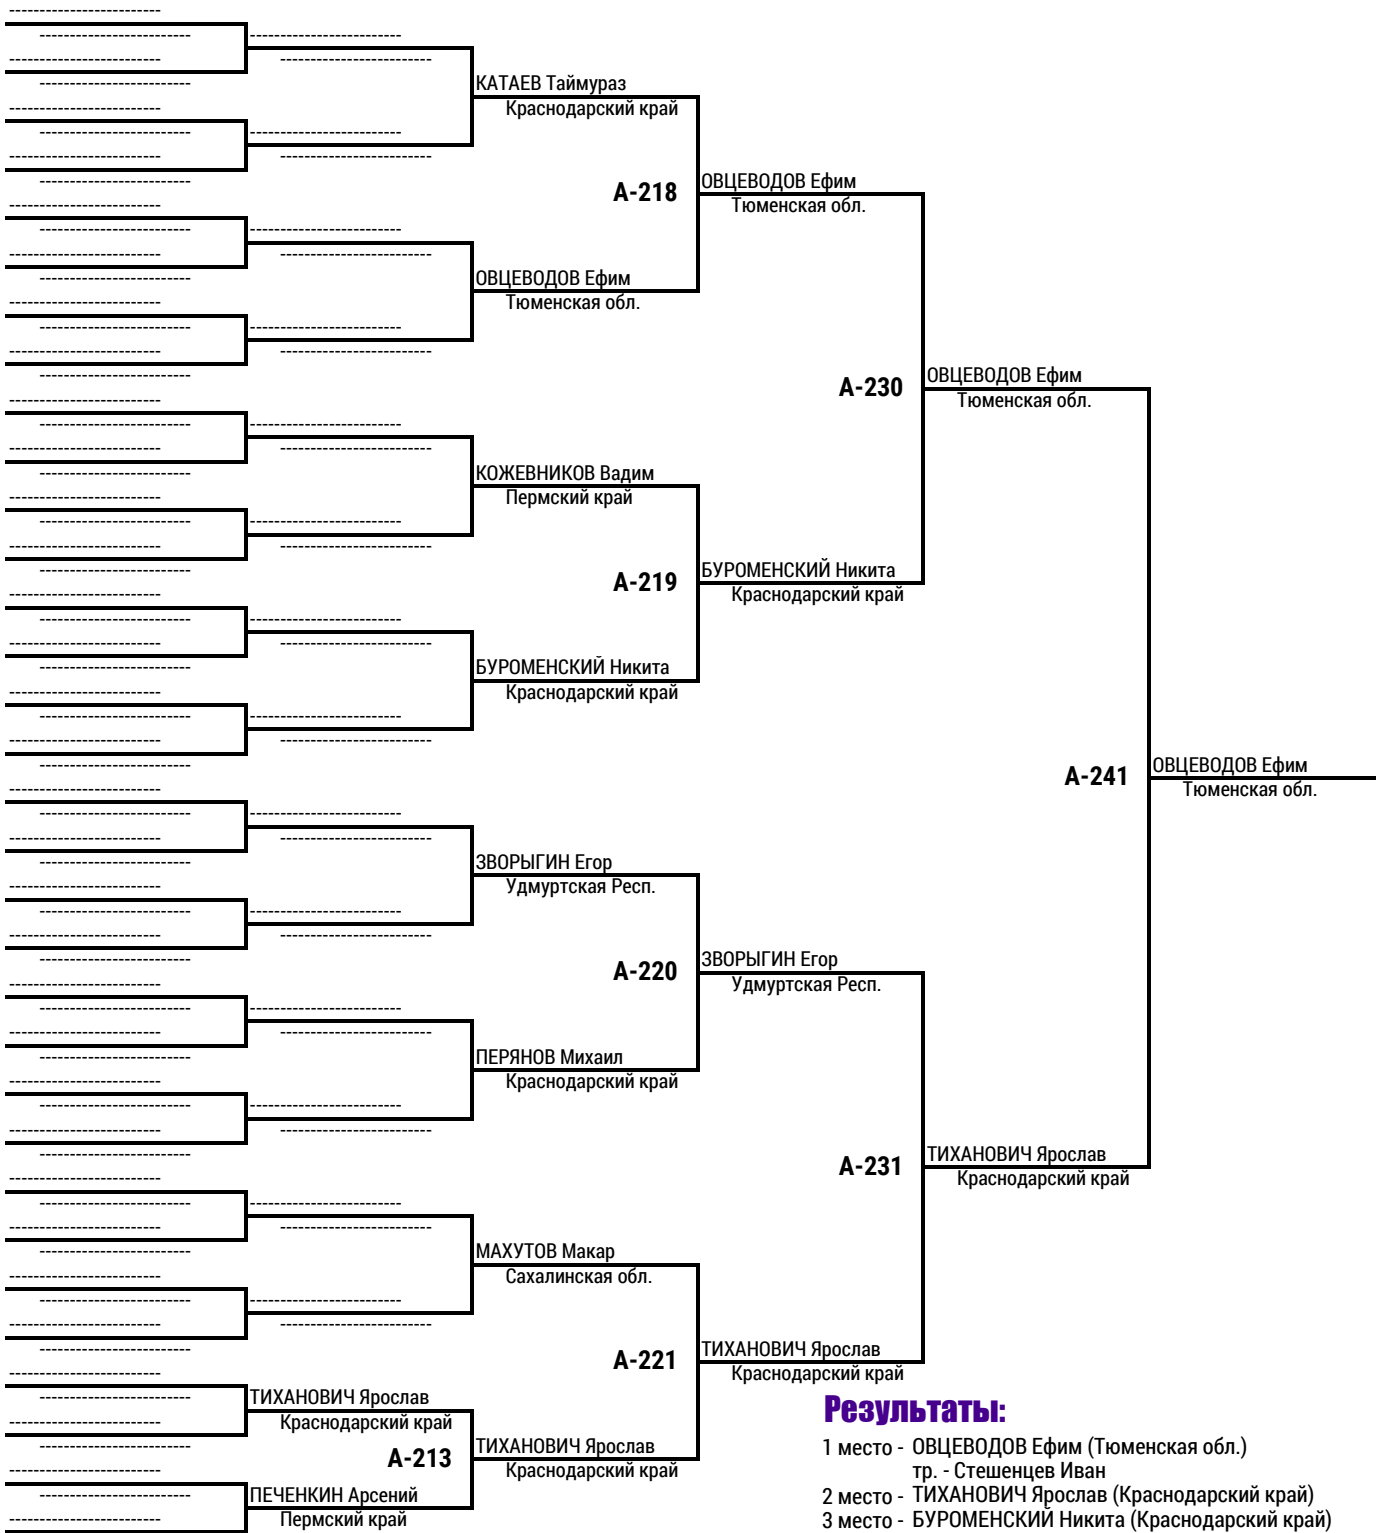 КАТАЕВ Таймураз
Краснодарский край
А-218
ОВЦЕВОДОВ Ефим
Тюменская обл.
ОВЦЕВОДОВ Ефим
Тюменская обл.
А-230
ОВЦЕВОДОВ Ефим
Тюменская обл.
КОЖЕВНИКОВ Вадим
Пермский край
А-219
БУРОМЕНСКИЙ Никита
Краснодарский край
БУРОМЕНСКИЙ Никита
Краснодарский край
А-241
ОВЦЕВОДОВ Ефим
Тюменская обл.
ЗВОРЫГИН Егор
Удмуртская Респ.
А-220
ЗВОРЫГИН Егор
Удмуртская Респ.
ПЕРЯНОВ Михаил
Краснодарский край
А-231
ТИХАНОВИЧ Ярослав
Краснодарский край
МАХУТОВ Макар
Сахалинская обл.
А-221
ТИХАНОВИЧ Ярослав
Краснодарский край
ТИХАНОВИЧ Ярослав
Краснодарский край
А-213
ТИХАНОВИЧ Ярослав
Краснодарский край
ПЕЧЕНКИН Арсений
Пермский край
Результаты:
1 место - ОВЦЕВОДОВ Ефим (Тюменская обл.)
тр. - Стешенцев Иван
2 место - ТИХАНОВИЧ Ярослав (Краснодарский край)
3 место - БУРОМЕНСКИЙ Никита (Краснодарский край)